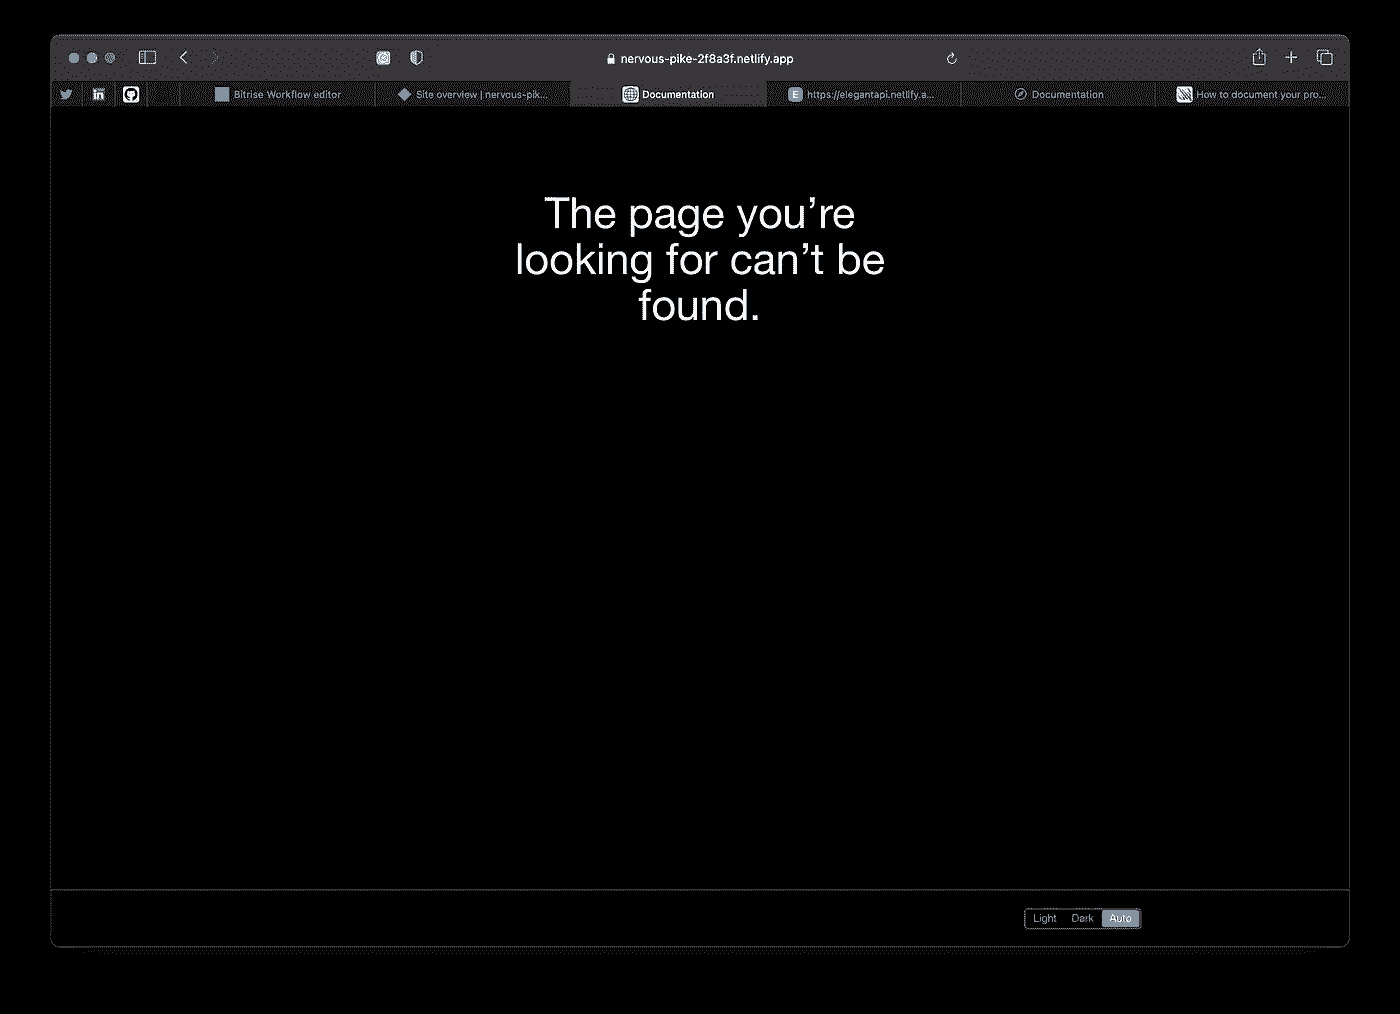 nervous-pike-2f8a3f.netlify.app
in
Bitrise Workflow editor
Site overview | nervous-pik...
Documentation
E
https://elegantapi.netlify.a...
Documentation
How to document your pro...
The page you’re
looking for can’t be
found.
Light Dark Auto